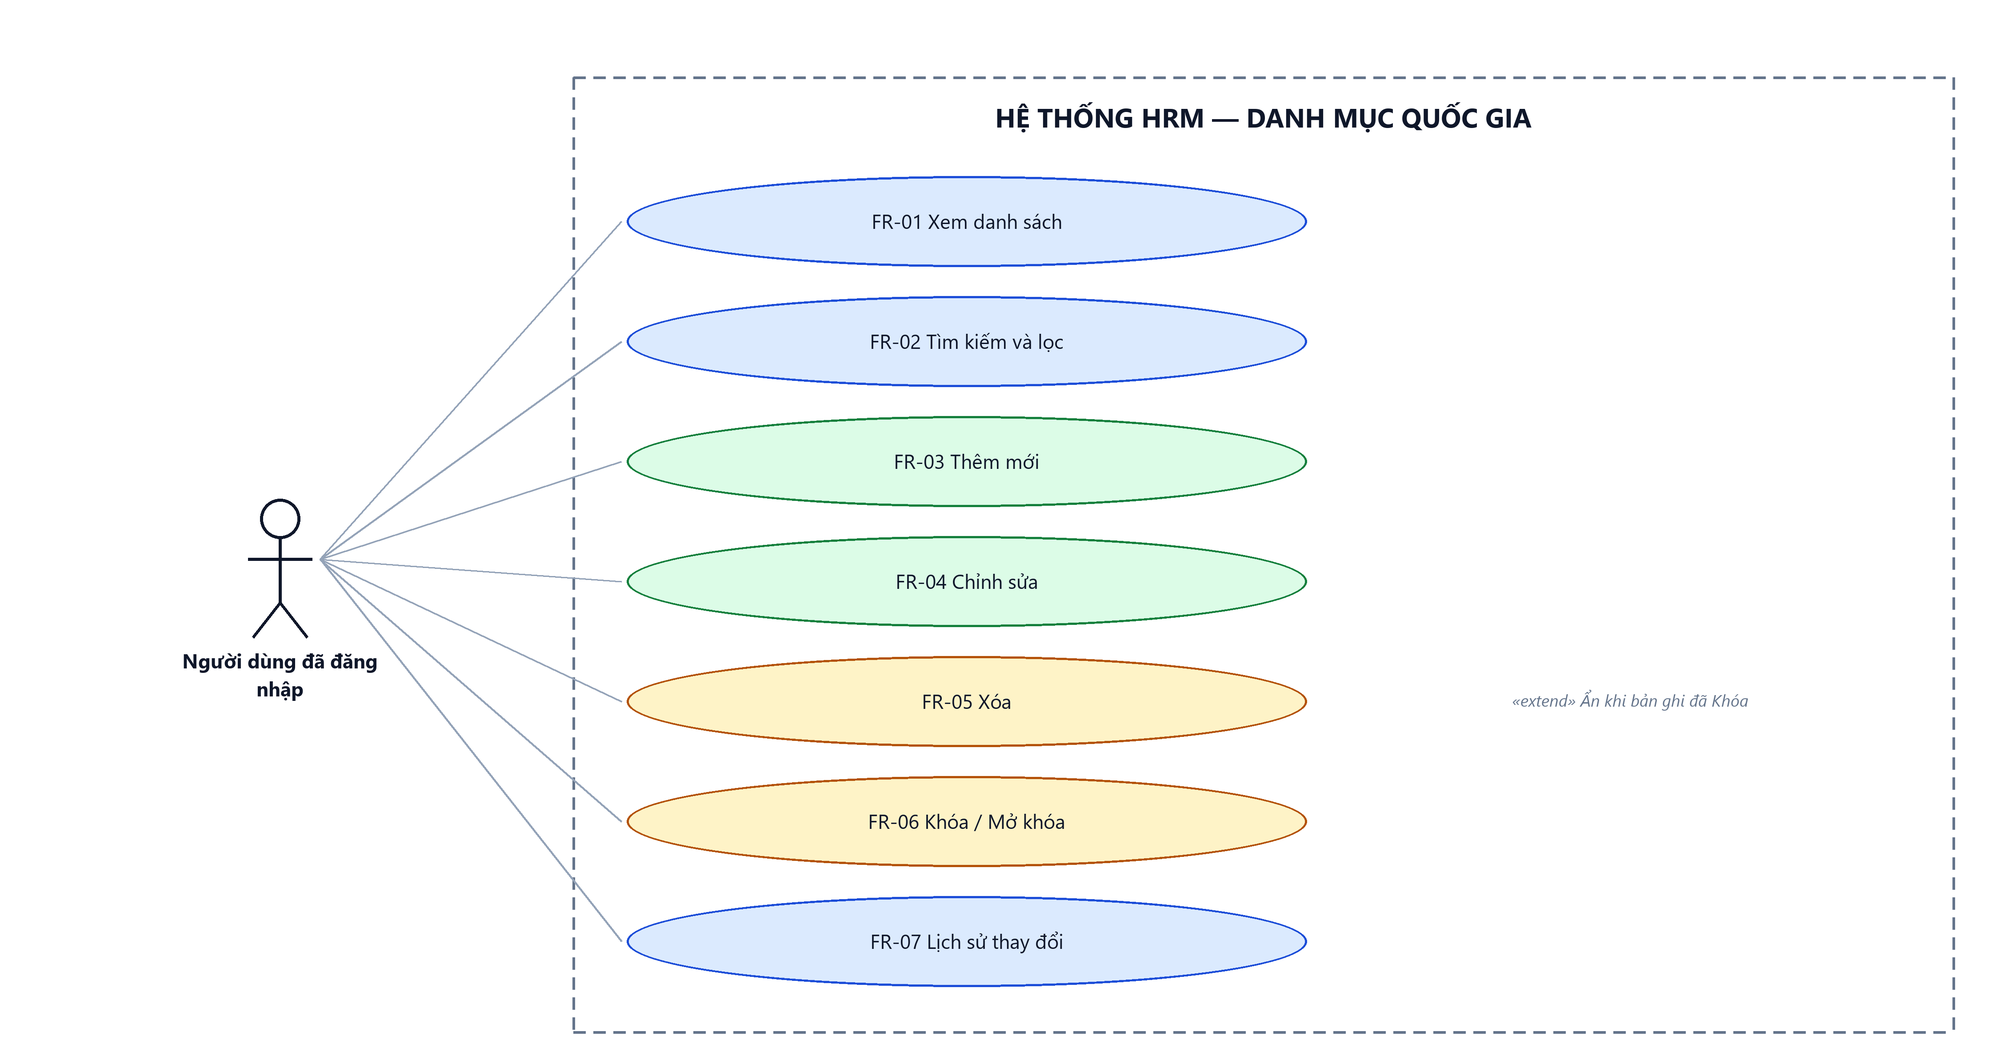 HỆ THỐNG HRM — DANH MỤC QUỐC GIA
FR-01 Xem danh sách
FR-02 Tìm kiếm và lọc
FR-03 Thêm mới
FR-04 Chỉnh sửa
Người dùng đã đăng
nhập
FR-05 Xóa
«extend» Ẩn khi bản ghi đã Khóa
FR-06 Khóa / Mở khóa
FR-07 Lịch sử thay đổi